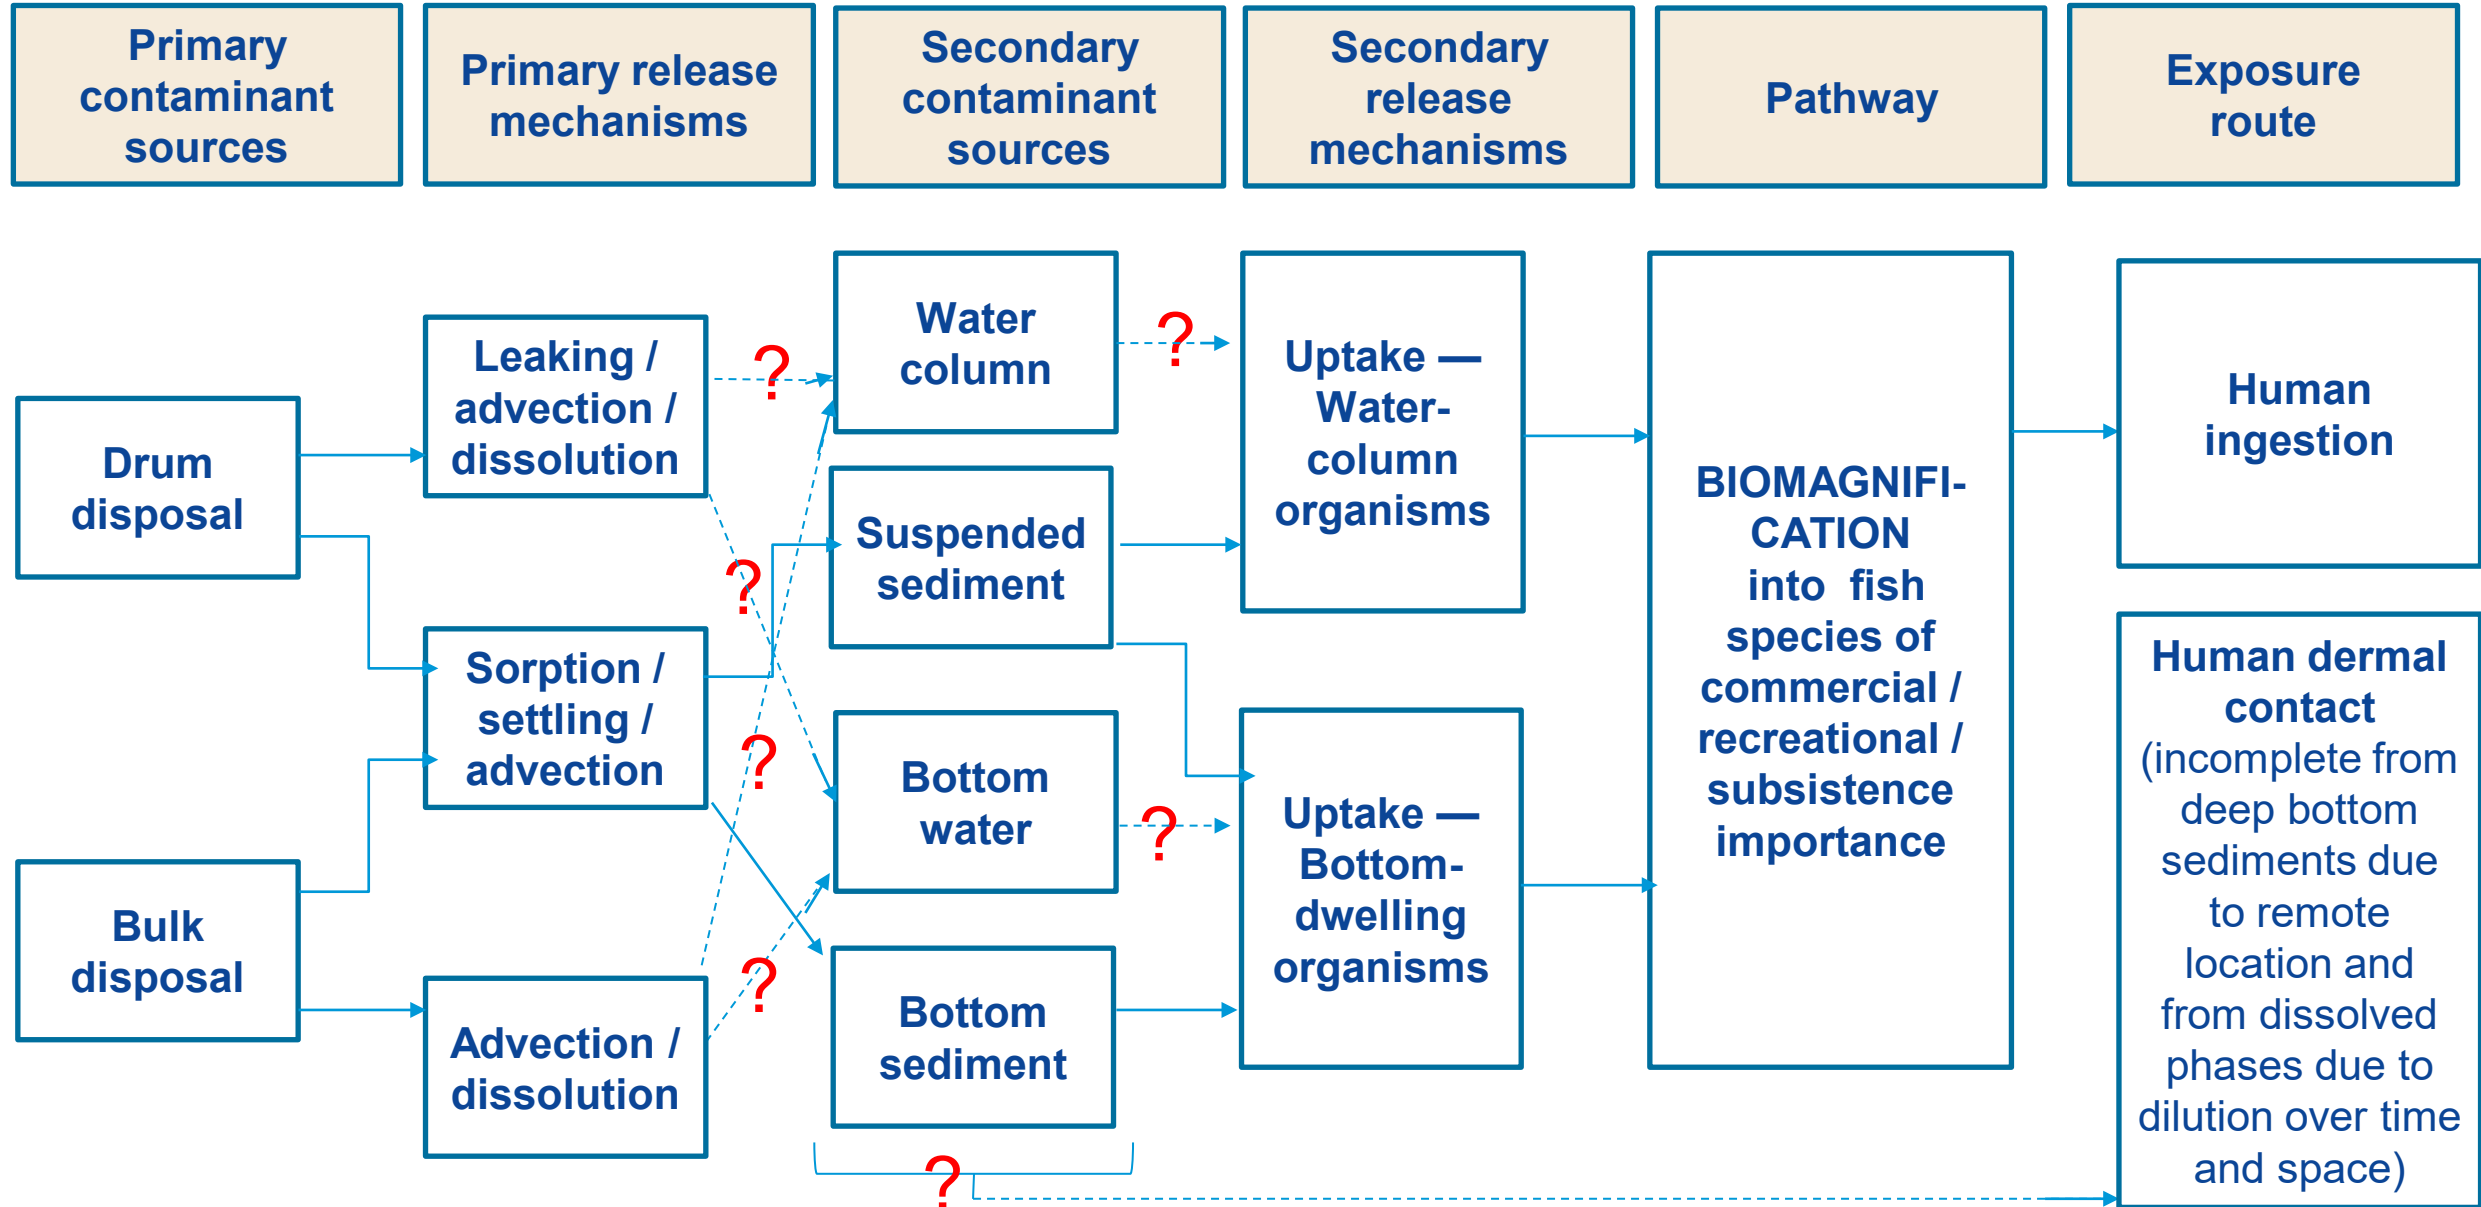 Primary
contaminant
sources
Primary release
mechanisms
Secondary
contaminant
sources
Secondary
release
mechanisms
Pathway
Exposure
route
Drum
disposal
Bulk
disposal
Leaking /
advection /
dissolution
Sorption /
settling /
advection
Advection /
dissolution
?
?
?
?
Water
column
Suspended
sediment
Bottom
water
Bottom
sediment
?
?
?
Uptake —
Water-
column
organisms
Uptake —
Bottom-
dwelling
organisms
BIOMAGNIFI-
CATION
into fish
species of
commercial /
recreational /
subsistence
importance
Human
ingestion
Human dermal
contact
(incomplete from
deep bottom
sediments due
to remote
location and
from dissolved
phases due to
dilution over time
and space)